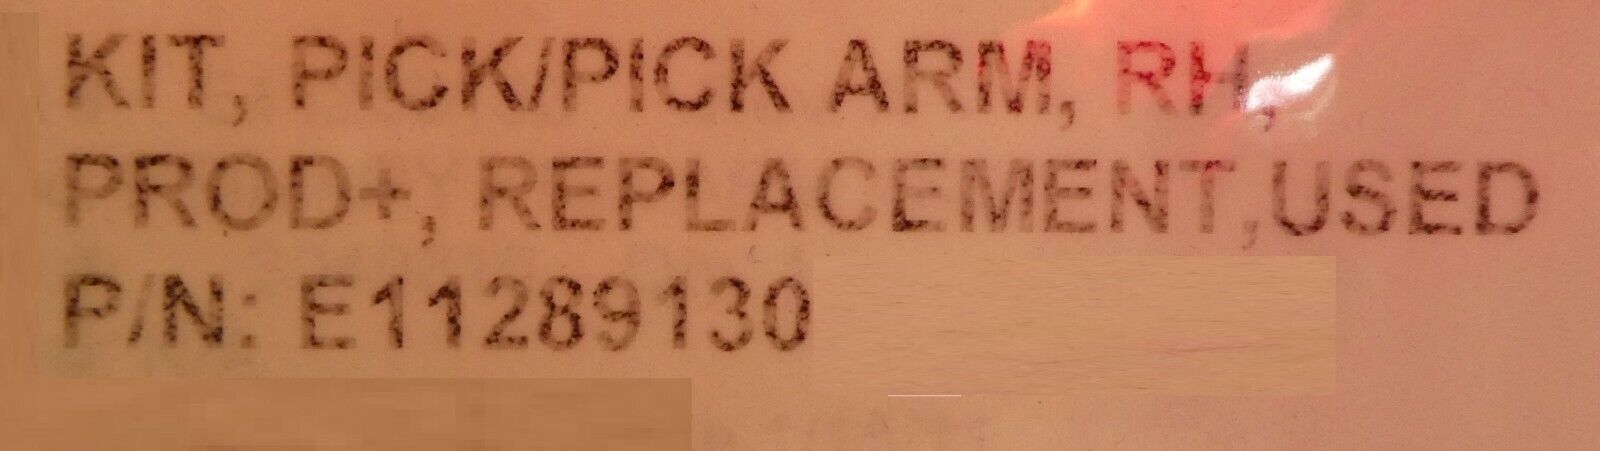 KIT, PICK/PICK ARM, RH,
PROD+, REPLACEMENT,USED
P/N: E11289130